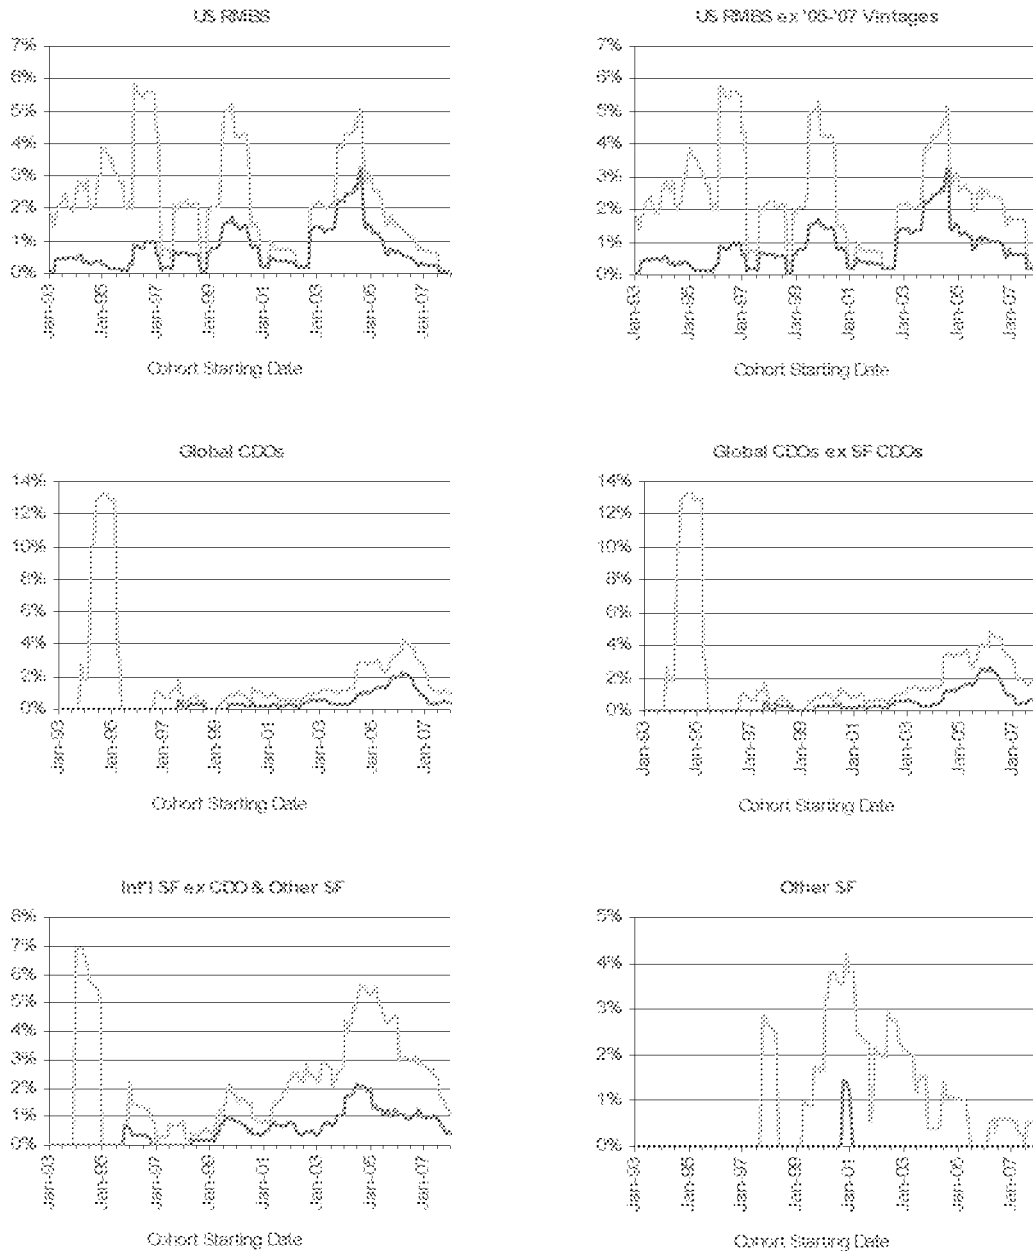 US RMBS
7%
6%
5%
4%
3%
2%
1%
0%
Jan-93
Jan-95
Jan-97
Jan-99
Jan-01
Jan-03
Jan-05
Jan-07
Cohort Starting Date
US RMBS ex '05-'07 Vintages
7%
6%
5%
4%
3%
2%
1%
0%
Jan-93
Jan-95
Jan-97
Jan-99
Jan-01
Jan-03
Jan-05
Jan-07
Cohort Starting Date
Global CDOs
14%
12%
10%
8%
6%
4%
2%
0%
Jan-93
Jan-95
Jan-97
Jan-99
Jan-01
Jan-03
Jan-05
Jan-07
Cohort Starting Date
Global CDOs ex SF CDOs
14%
12%
10%
8%
6%
4%
2%
0%
Jan-93
Jan-95
Jan-97
Jan-99
Jan-01
Jan-03
Jan-05
Jan-07
Cohort Starting Date
Int'l SF ex CDO & Other SF
8%
7%
6%
5%
4%
3%
2%
1%
0%
Jan-93
Jan-95
Jan-97
Jan-99
Jan-01
Jan-03
Jan-05
Jan-07
Cohort Starting Date
Other SF
5%
4%
3%
2%
1%
0%
Jan-93
Jan-95
Jan-97
Jan-99
Jan-01
Jan-03
Jan-05
Jan-07
Cohort Starting Date